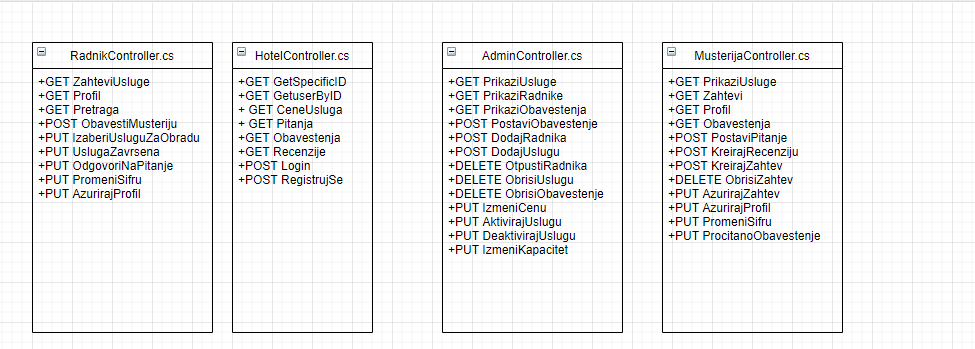 RadnikController.cs
+GET ZahteviUsluge
+GET Profil
+GET Pretraga
+POST ObavestiMusteriju
+PUT IzaberiUsluguZaObradu
+PUT UslugaZavrsena
+PUT OdgovoriNaPitanje
+PUT PromeniSifru
+PUT AzurirajProfil
HotelController.cs
+GET GetSpecificID
+GET GetuserByID
+ GET CeneUsluga
+ GET Pitanja
+GET Obavestenja
+GET Recenzije
+POST Login
+POST RegistrujSe
AdminController.cs
+GET PrikaziUsluge
+GET PrikaziRadnike
+GET PrikaziObavestenja
+POST PostaviObavestenje
+POST DodajRadnika
+POST DodajUslugu
+DELETE OtpustiRadnika
+DELETE ObrisiUslugu
+DELETE ObrisiObavestenje
+PUT IzmeniCenu
+PUT AktivirajUslugu
+PUT DeaktivirajUslugu
+PUT IzmeniKapacitet
MusterijaController.cs
+GET PrikaziUsluge
+GET Zahtevi
+GET Profil
+GET Obavestenja
+POST PostaviPitanje
+POST KreirajRecenziju
+POST KreirajZahtev
+DELETE ObrisiZahtev
+PUT AzurirajZahtev
+PUT AzurirajProfil
+PUT PromeniSifru
+PUT ProcitanoObavestenje